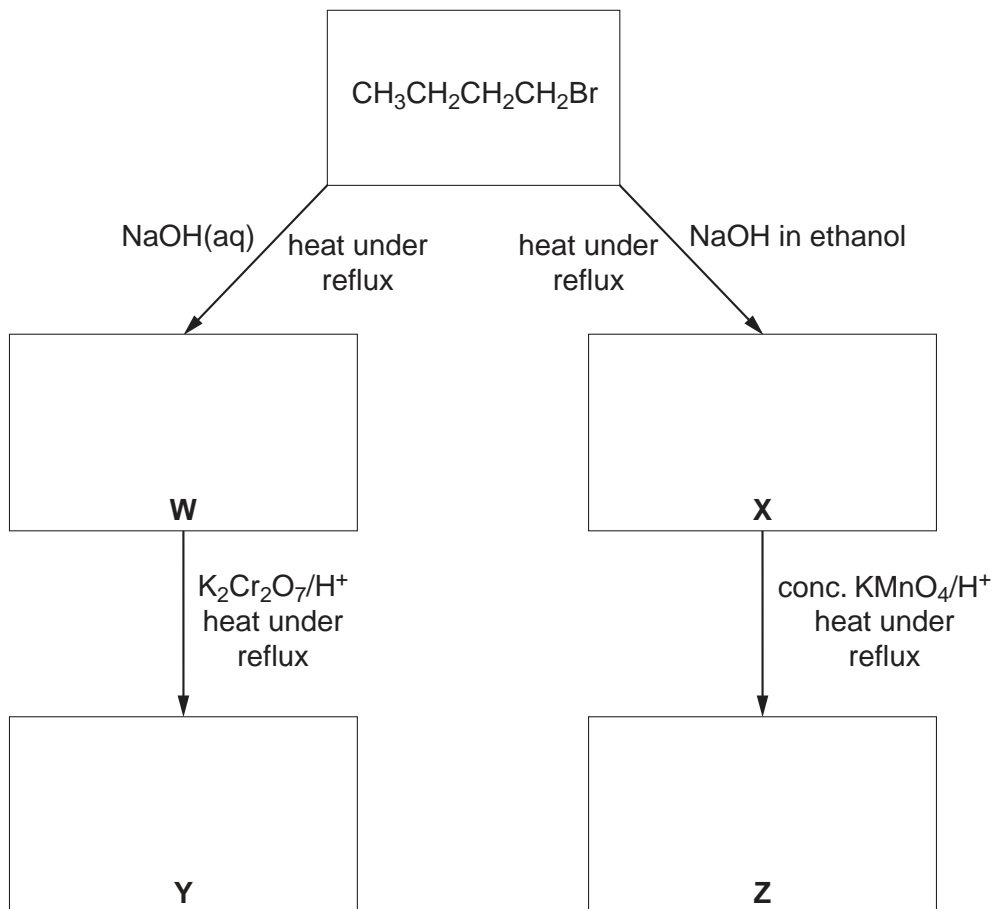 CH₃CH₂CH₂CH₂Br
NaOH(aq)
heat under
reflux
heat under
reflux
NaOH in ethanol
W
X
K₂Cr₂O₇/H⁺
heat under
reflux
conc. KMnO₄/H⁺
heat under
reflux
Y
Z